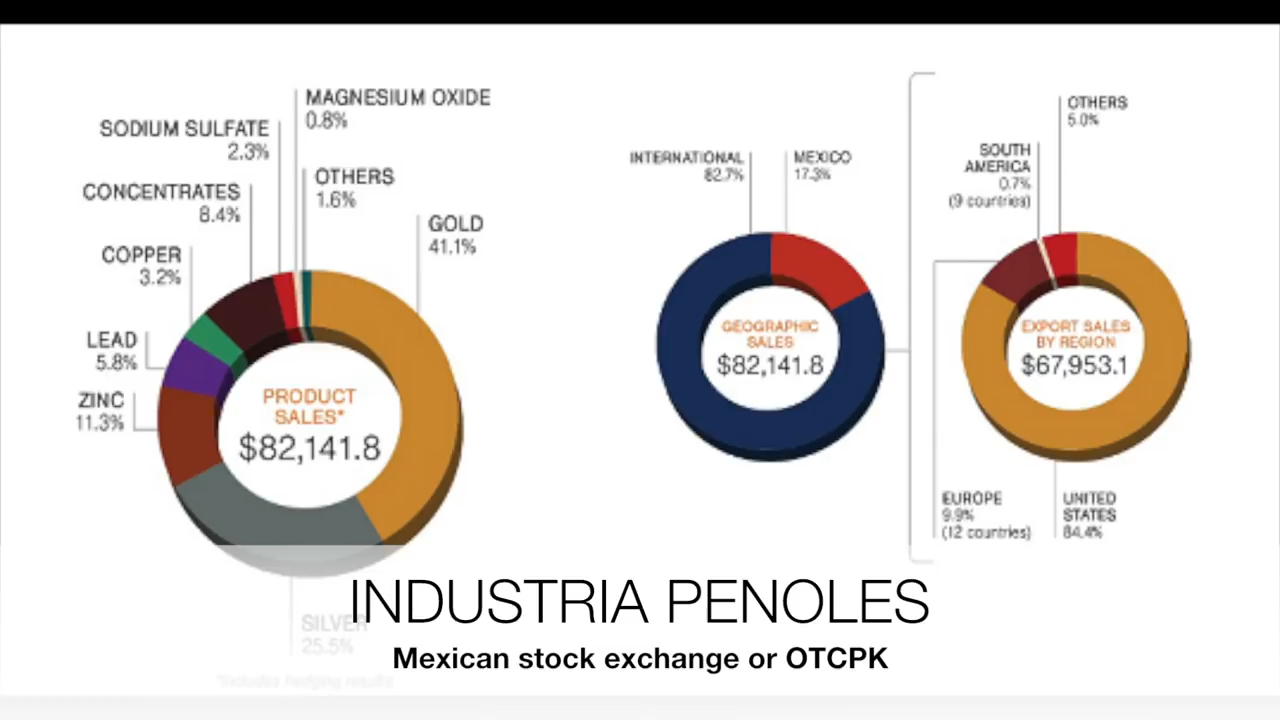 MAGNESIUM OXIDE
0.8%
SODIUM SULFATE
2.3%
CONCENTRATES
8.4%
OTHERS
1.6%
GOLD
41.1%
COPPER
3.2%
LEAD
5.8%
ZINC
11.3%
PRODUCT
SALES*
$82,141.8
SILVER
25.5%
*Includes hedging results
INTERNATIONAL
82.7%
MEXICO
17.3%
GEOGRAPHIC
SALES
$82,141.8
OTHERS
5.0%
SOUTH
AMERICA
0.7%
(9 countries)
EXPORT SALES
BY REGION
$67,953.1
EUROPE
9.9%
(12 countries)
UNITED
STATES
84.4%
INDUSTRIA PENOLES
Mexican stock exchange or OTCPK